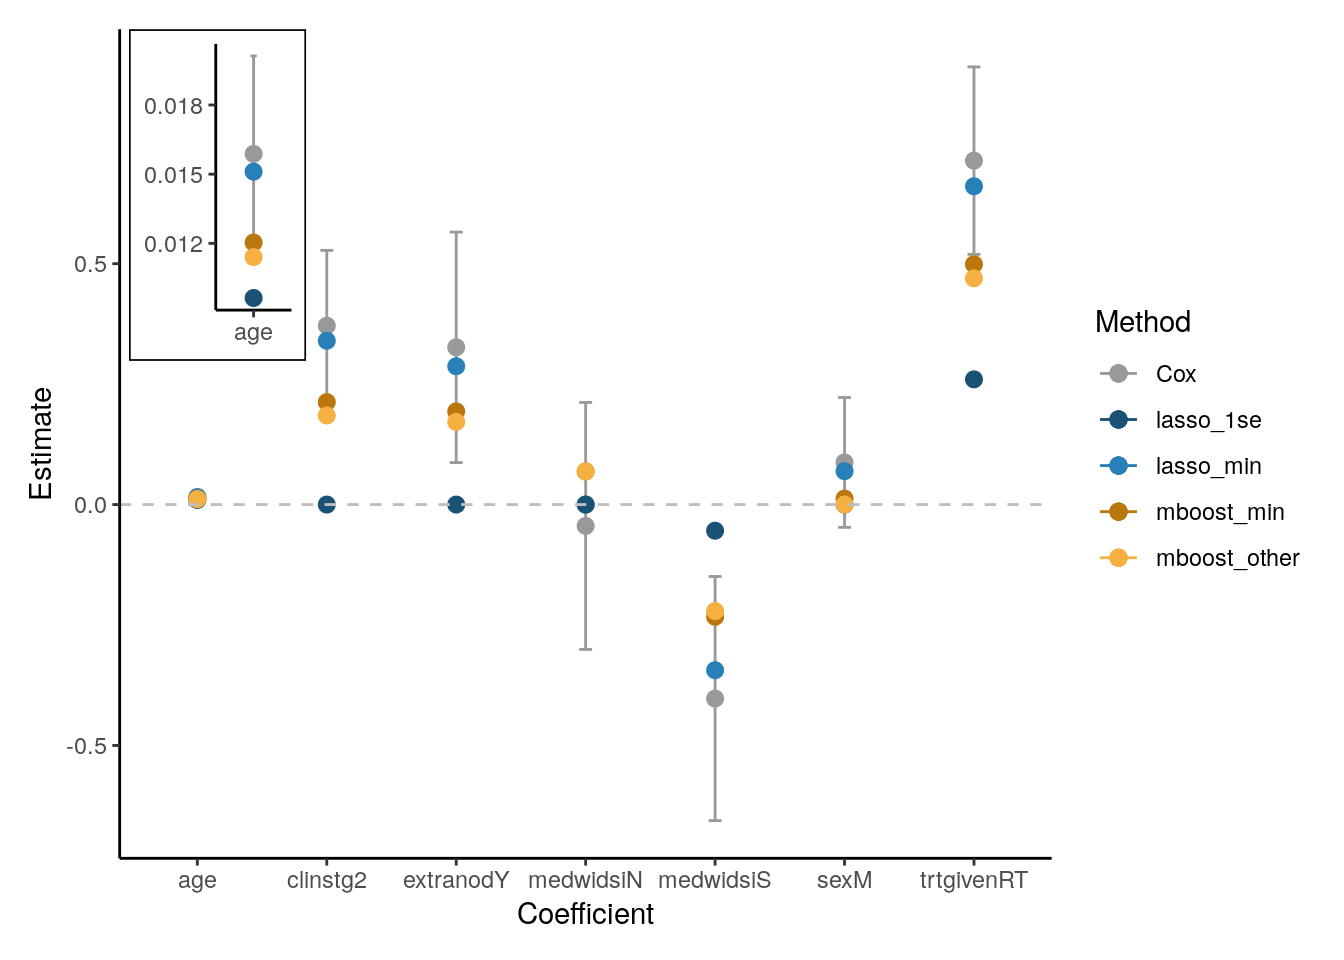 0.018
0.015
0.012
age
0.5
0.0
-0.5
Estimate
age clinstg2 extranodY medwidsiN medwidsiS sexM trtgivenRT
Coefficient
Method
Cox
lasso_1se
lasso_min
mboost_min
mboost_other